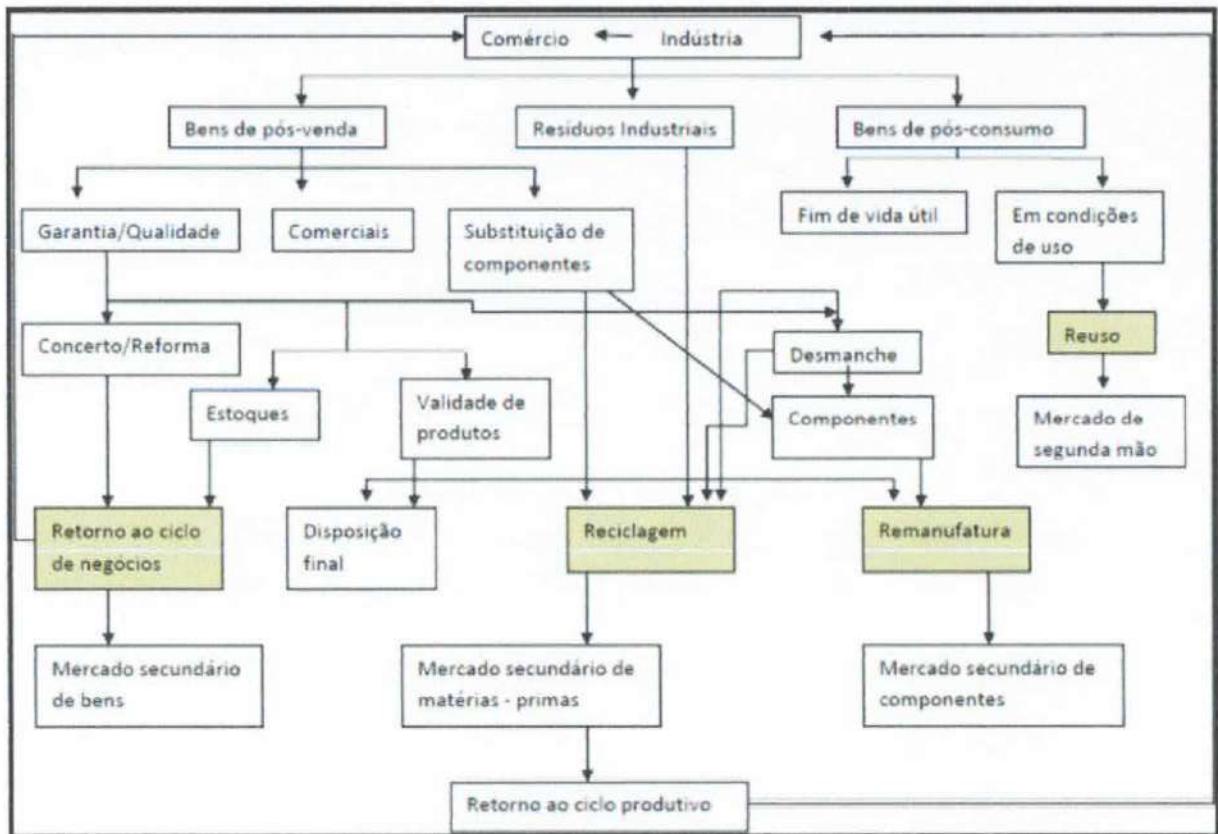 Comércio Indústria
Bens de pós-venda
Resíduos Industriais
Bens de pós-consumo
Garantia/Qualidade
Comerciais
Substituição de
componentes
Fim de vida útil
Em condições
de uso
Concerto/Reforma
Estoques
Validade de
produtos
Desmanche
Componentes
Reuso
Mercado de
segunda mão
Retorno ao ciclo
de negócios
Disposição
final
Reciclagem
Remanufatura
Mercado secundário
de bens
Mercado secundário de
matérias - primas
Mercado secundário de
componentes
Retorno ao ciclo produtivo